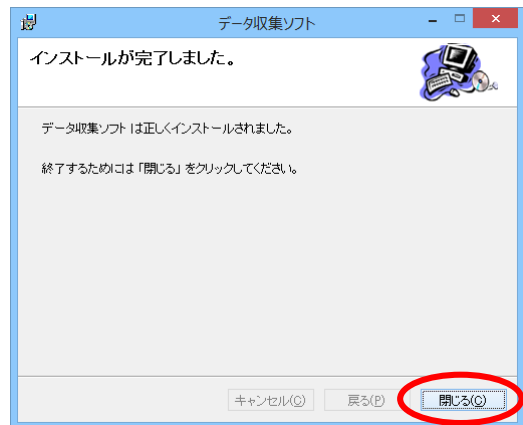 データ収集ソフト
インストールが完了しました。
データ収集ソフト は正しくインストールされました。
終了するためには「閉じる」をクリックしてください。
キャンセル(C)
戻る(P)
閉じる(C)